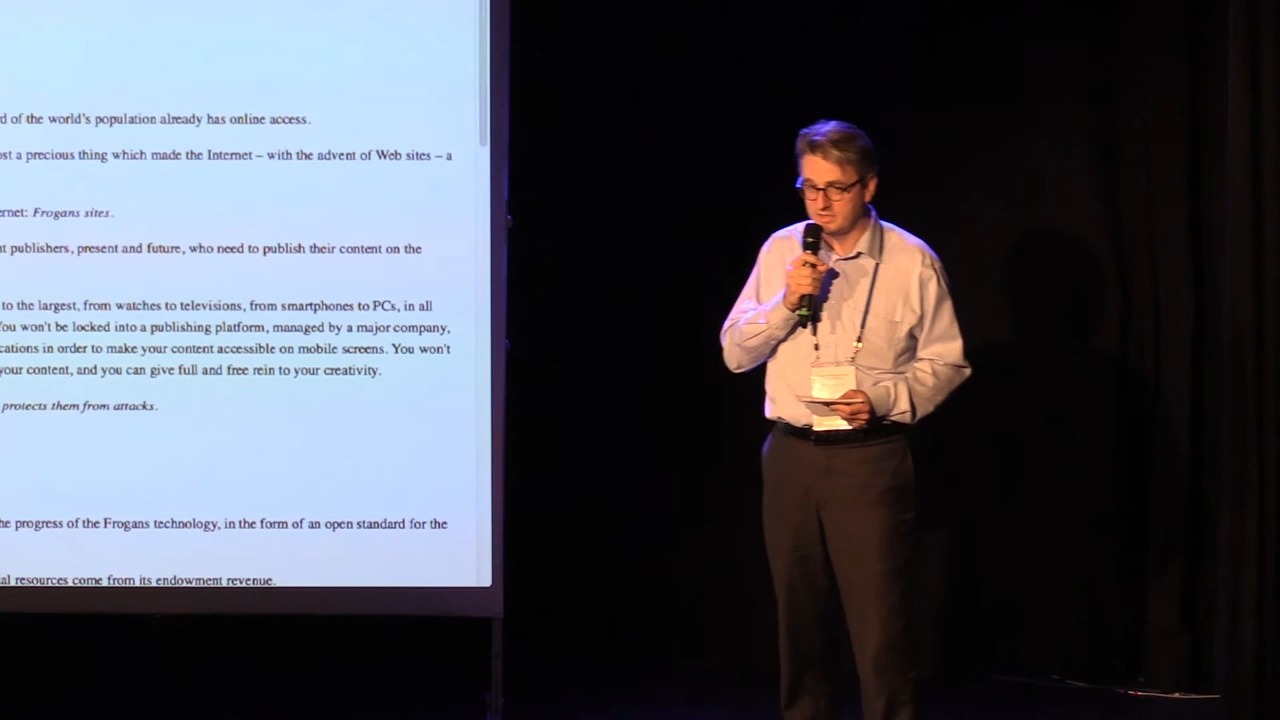 of the world's population already has online access.
a precious thing which made the Internet – with the advent of Web sites – a
Frogans sites.
publishers, present and future, who need to publish their content on the
to the largest, from watches to televisions, from smartphones to PCs, in all
You won't be locked into a publishing platform, managed by a major company,
in order to make your content accessible on mobile screens. You won't
your content, and you can give full and free rein to your creativity.
protects them from attacks.
progress of the Frogans technology, in the form of an open standard for the
resources come from its endowment revenue.